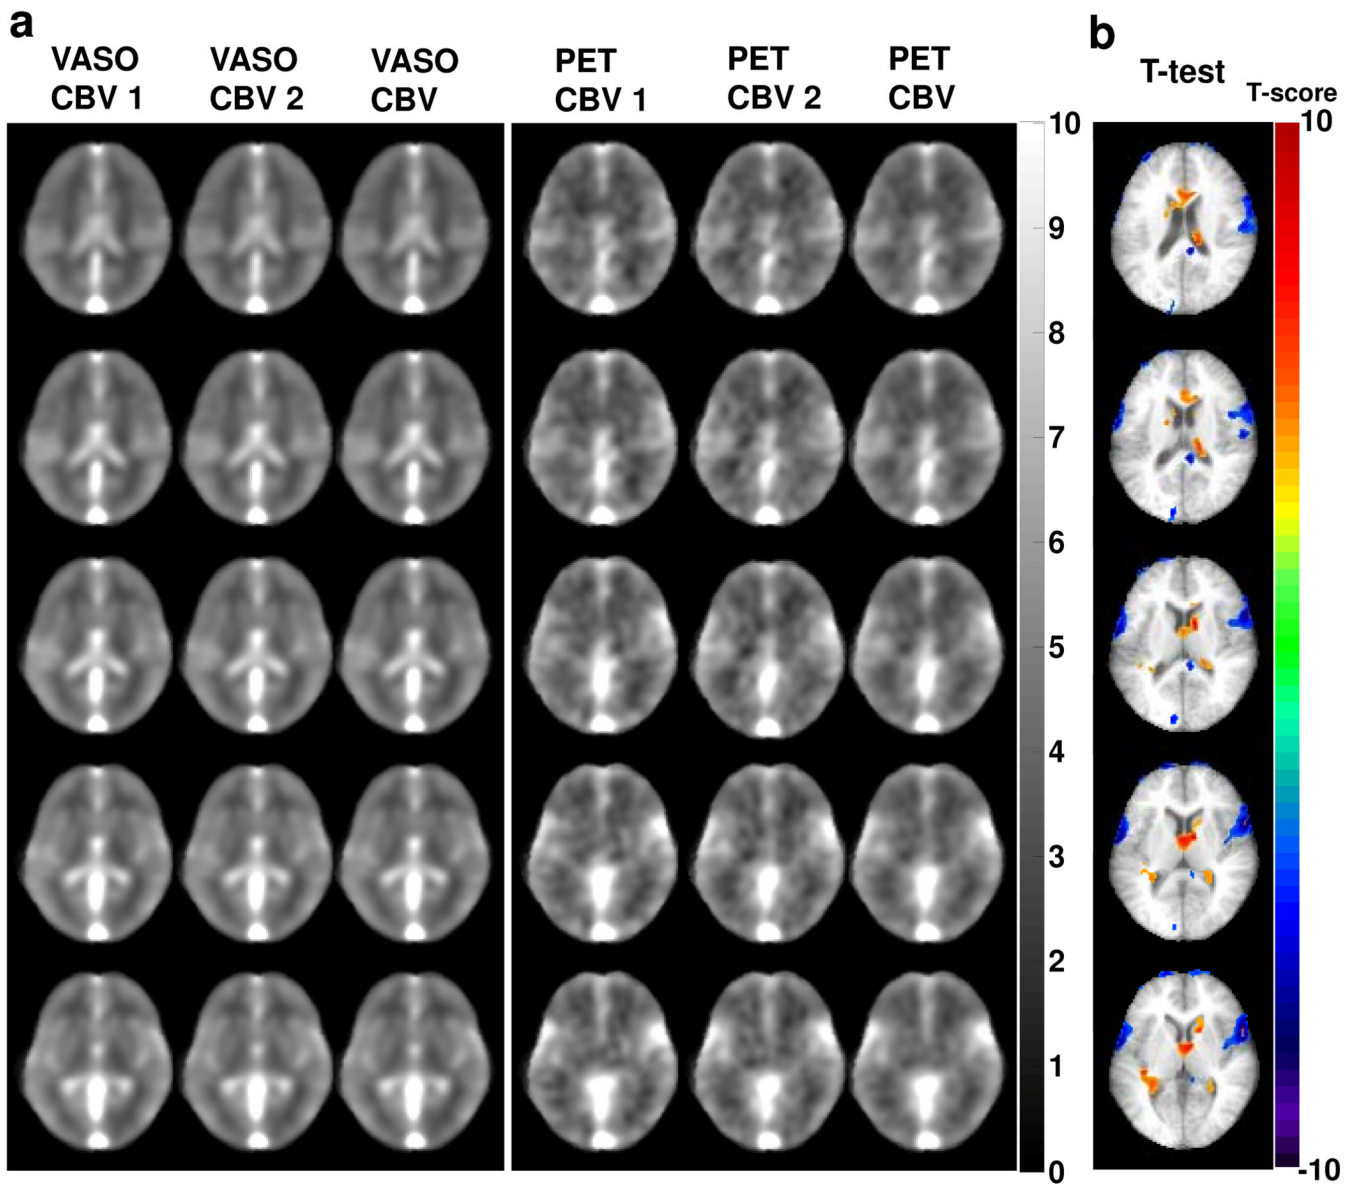 a
b
VASO
CBV 1
VASO
CBV 2
VASO
CBV
PET
CBV 1
PET
CBV 2
PET
CBV
T-test
T-score
10
9
8
7
6
5
4
3
2
1
0
10
-10